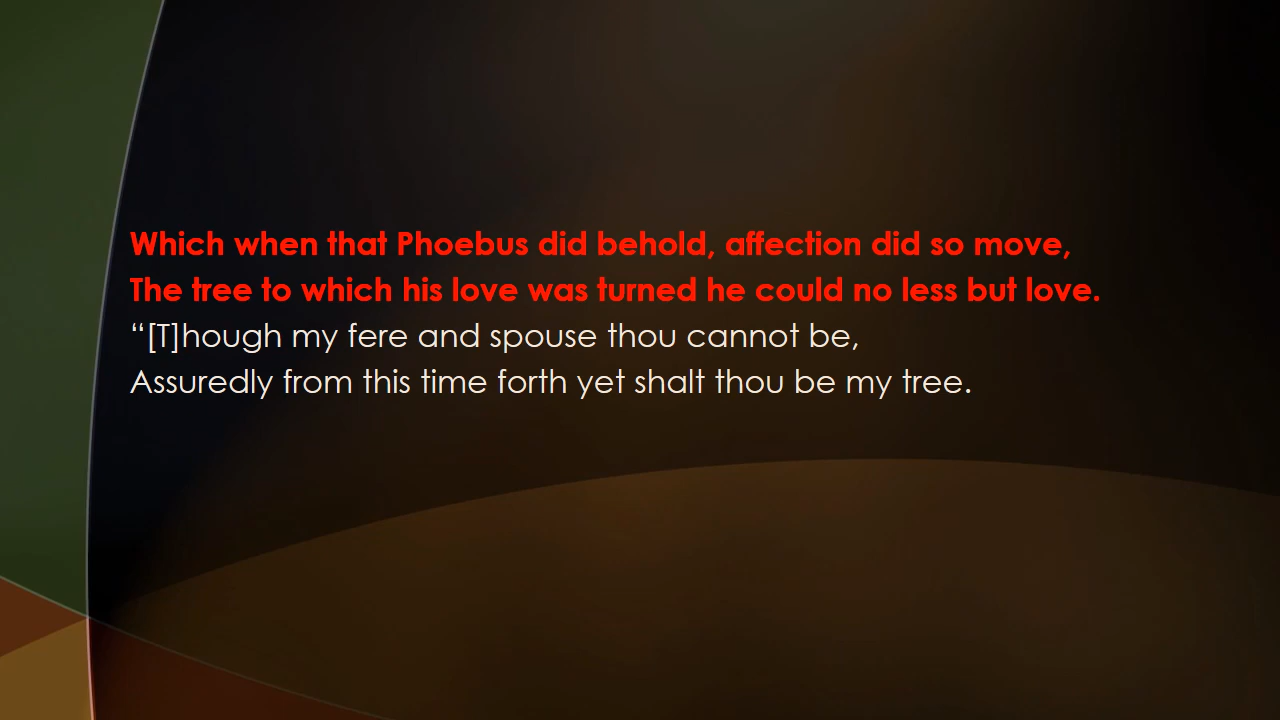 Which when that Phoebus did behold, affection did so move,
The tree to which his love was turned he could no less but love.
“[T]hough my fere and spouse thou cannot be,
Assuredly from this time forth yet shalt thou be my tree.